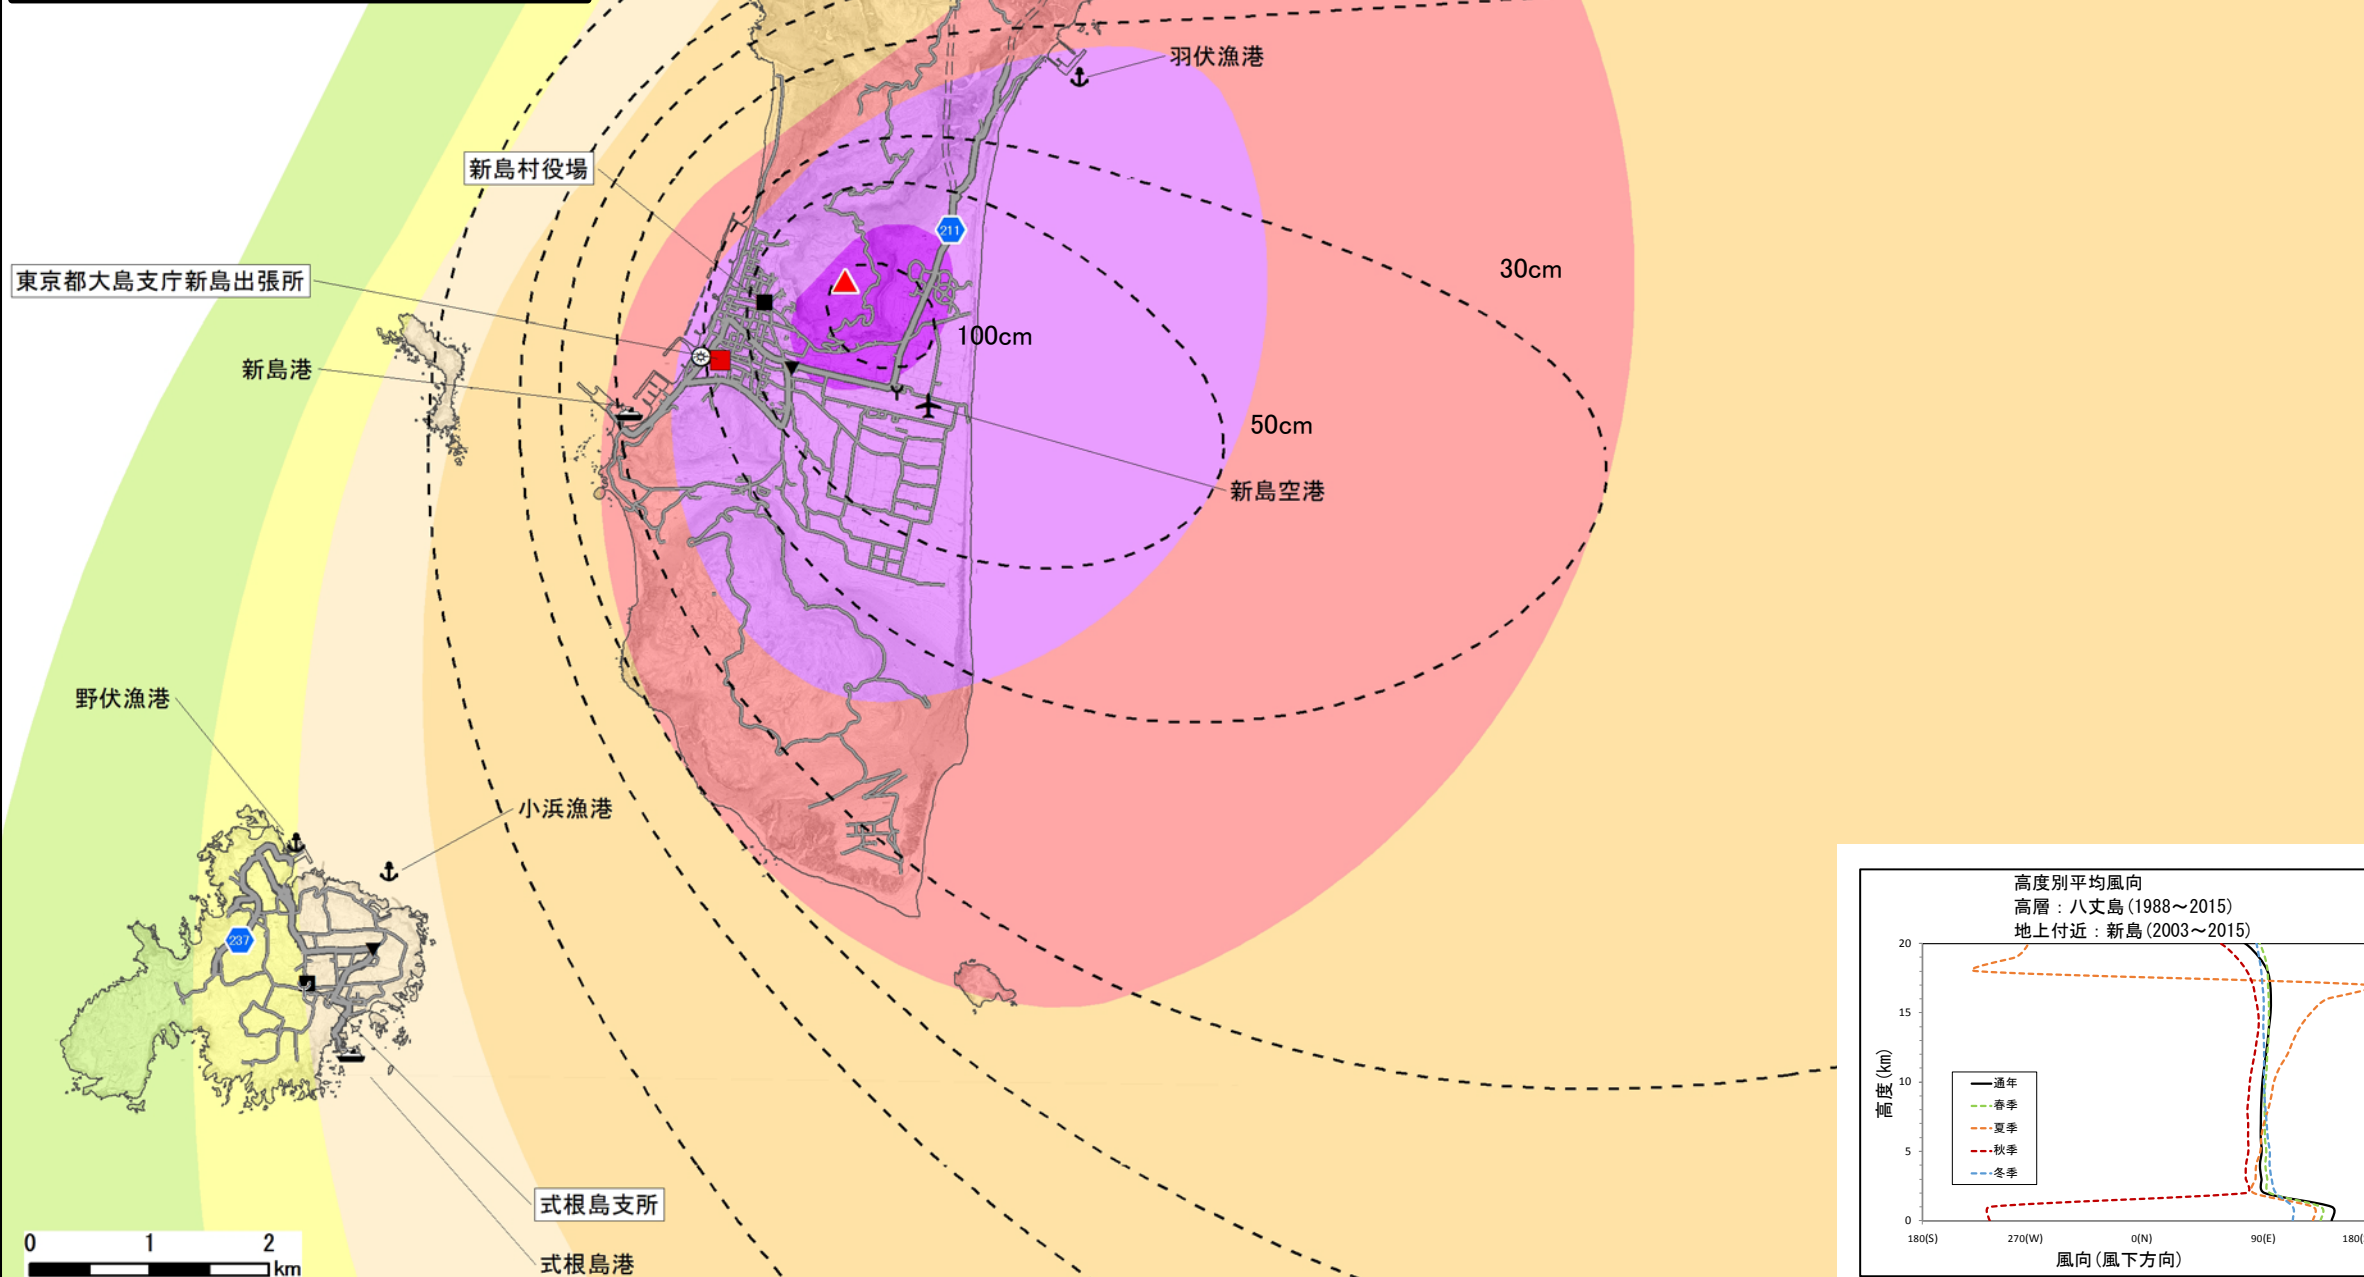 羽伏漁港
新島村役場
211
30cm
東京都大島支庁新島出張所
100cm
新島港
50cm
新島空港
野伏漁港
小浜漁港
237
式根島支所
式根島港
0 1 2
km
高度別平均風向
高層：八丈島(1988～2015)
地上付近：新島(2003～2015)
20
15
10
5
0
高度(km)
通年
春季
夏季
秋季
冬季
180(S) 270(W) 0(N) 90(E) 180(
風向(風下方向)